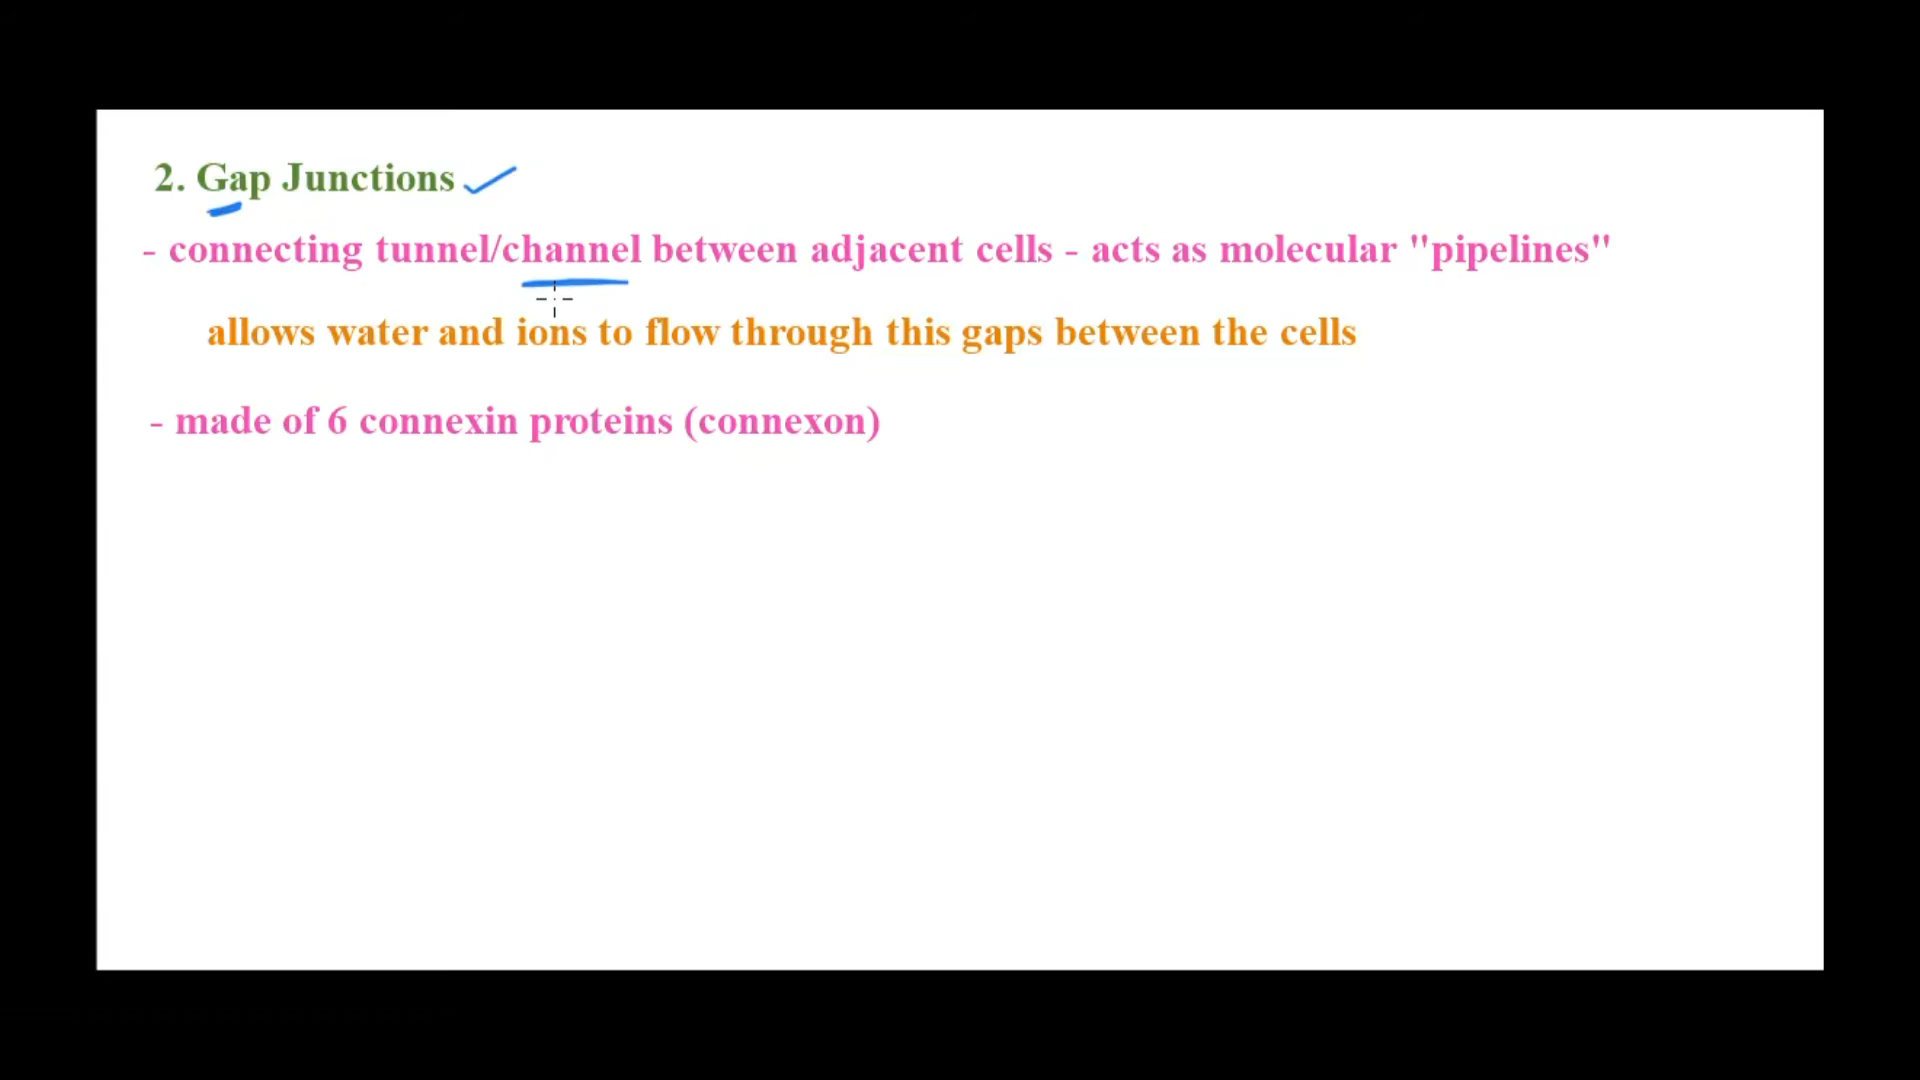 2. Gap Junctions
- connecting tunnel/channel between adjacent cells - acts as molecular "pipelines"
allows water and ions to flow through this gaps between the cells
- made of 6 connexin proteins (connexon)